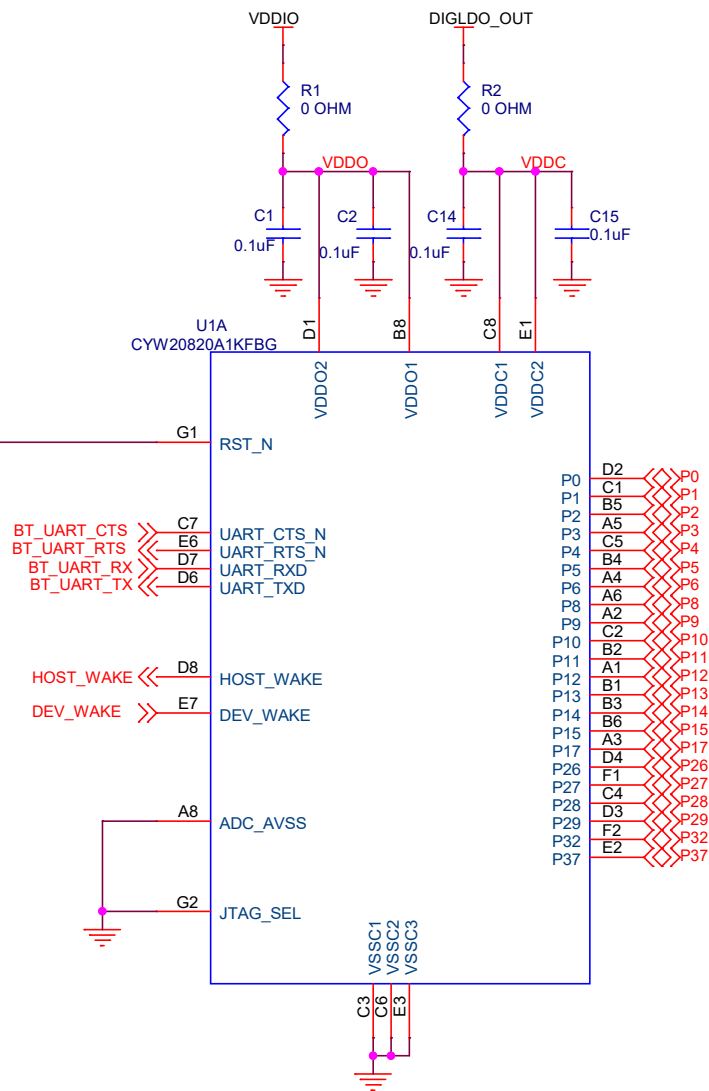 VDDIO DIGLDO_OUT
R1 R2
0 OHM 0 OHM
VDDO VDDC
C1 C2 C14 C15
0.1uF 0.1uF 0.1uF 0.1uF
U1A
CYW20820A1KFBG
D1 B8 C8 E1
VDDO2 VDDO1 VDDC1 VDDC2
G1 RST_N
D2 P0 P0
C1 P1 P1
B5 P2 P2
A5 P3 P3
C5 P4 P4
B4 P5 P5
A4 P6 P6
A6 P8 P8
A2 P9 P9
C2 P10 P10
B2 P11 P11
A1 P12 P12
B1 P13 P13
B3 P14 P14
B6 P15 P15
A3 P17 P17
D4 P26 P26
F1 P27 P27
C4 P28 P28
D3 P29 P29
F2 P32 P32
E2 P37 P37
BT_UART_CTS C7 UART_CTS_N
BT_UART_RTS E6 UART_RTS_N
BT_UART_RX D7 UART_RXD
BT_UART_TX D6 UART_TXD
HOST_WAKE D8 HOST_WAKE
DEV_WAKE E7 DEV_WAKE
A8 ADC_AVSS
G2 JTAG_SEL
VSSC1 VSSC2 VSSC3
C3 C6 E3